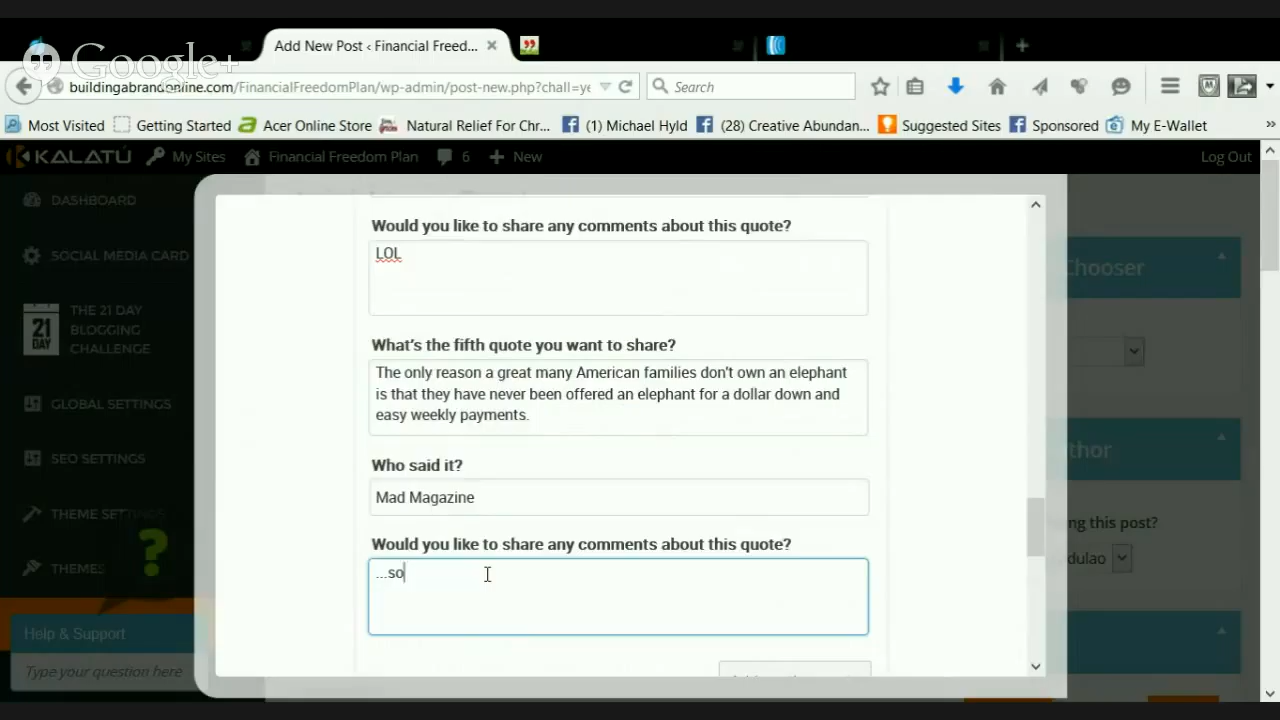 Google+
Add New Post ‹ Financial Freed...
buildingabrandonline.com/FinancialFreedomPlan/wp-admin/post-new.php?chall=ye
Search
Most Visited
Getting Started
Acer Online Store
Natural Relief For Chr...
(1) Michael Hyld
(28) Creative Abundan...
Suggested Sites
Sponsored
My E-Wallet
KALATÚ
My Sites
Financial Freedom Plan
6
New
Log Out
DASHBOARD
SOCIAL MEDIA CARD
21
DAY
THE 21 DAY
BLOGGING
CHALLENGE
GLOBAL SETTINGS
SEO SETTINGS
THEME SETTINGS
THEMES
?
Help & Support
Type your question here
Would you like to share any comments about this quote?
LOL
What's the fifth quote you want to share?
The only reason a great many American families don't own an elephant
is that they have never been offered an elephant for a dollar down and
easy weekly payments.
Who said it?
Mad Magazine
Would you like to share any comments about this quote?
...so
Chooser
thor
ng this post?
dulao